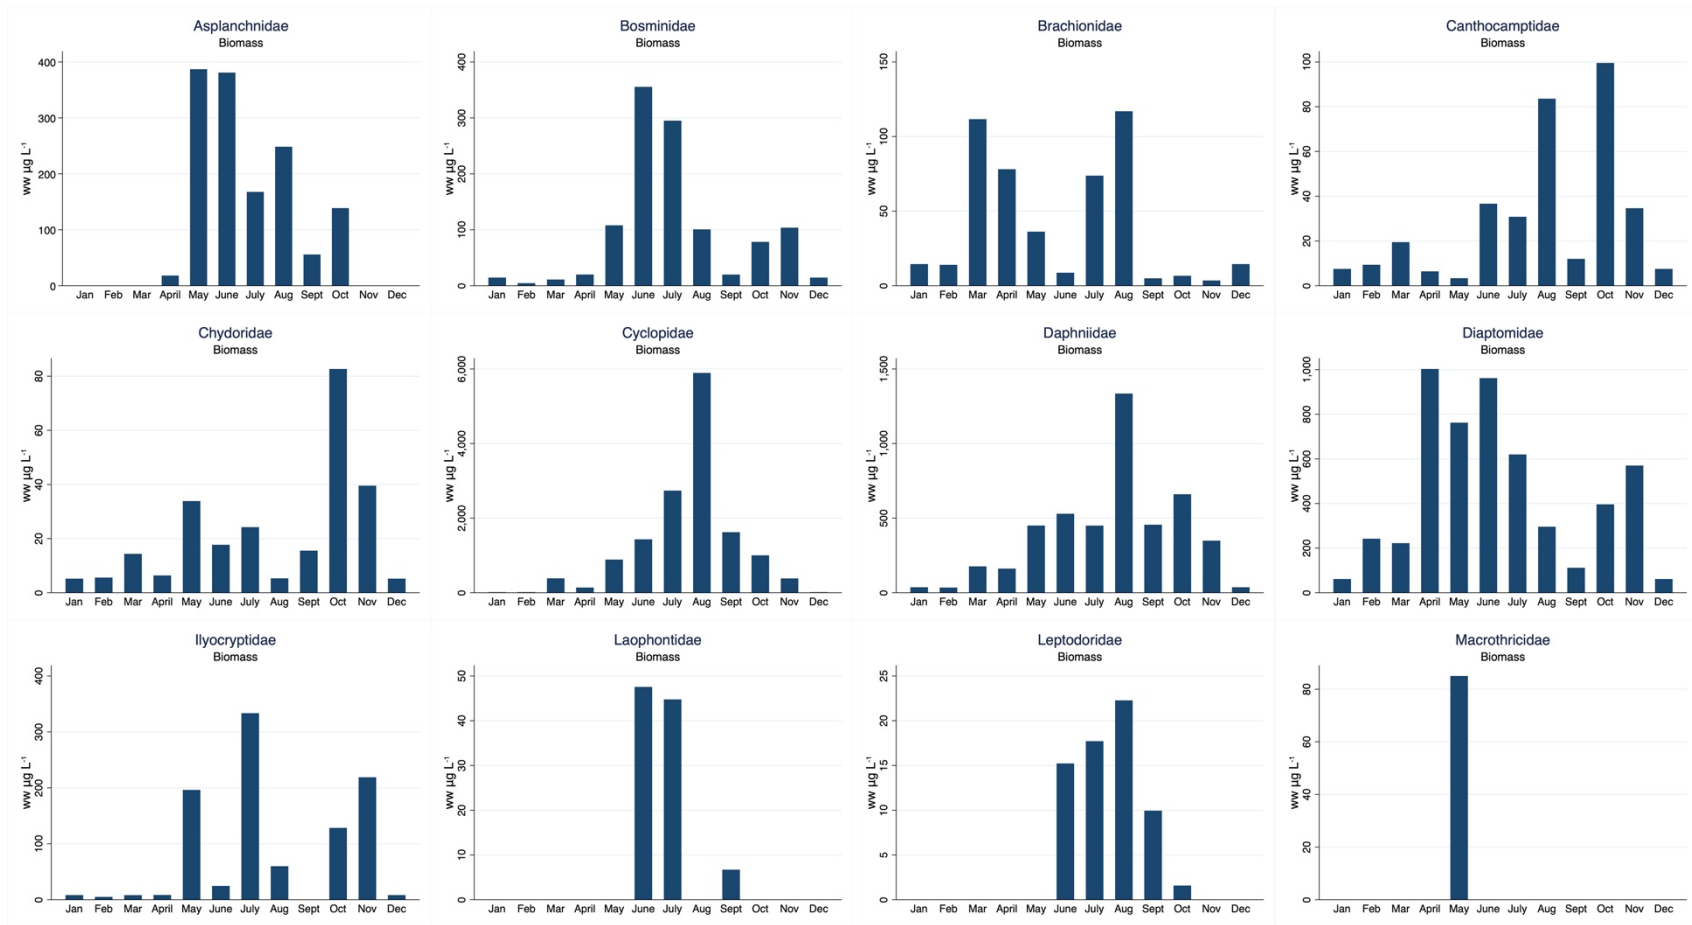 Asplanchnidae
Biomass
ww µg L⁻¹
400
300
200
100
0
Jan Feb Mar April May June July Aug Sept Oct Nov Dec
Bosminidae
Biomass
ww µg L⁻¹
400
300
200
100
0
Jan Feb Mar April May June July Aug Sept Oct Nov Dec
Brachionidae
Biomass
ww µg L⁻¹
150
100
50
0
Jan Feb Mar April May June July Aug Sept Oct Nov Dec
Canthocamptidae
Biomass
ww µg L⁻¹
100
80
60
40
20
0
Jan Feb Mar April May June July Aug Sept Oct Nov Dec
Chydoridae
Biomass
ww µg L⁻¹
80
60
40
20
0
Jan Feb Mar April May June July Aug Sept Oct Nov Dec
Cyclopidae
Biomass
ww µg L⁻¹
6,000
4,000
2,000
0
Jan Feb Mar April May June July Aug Sept Oct Nov Dec
Daphniidae
Biomass
ww µg L⁻¹
1,500
1,000
500
0
Jan Feb Mar April May June July Aug Sept Oct Nov Dec
Diaptomidae
Biomass
ww µg L⁻¹
1,000
800
600
400
200
0
Jan Feb Mar April May June July Aug Sept Oct Nov Dec
Ilyocryptidae
Biomass
ww µg L⁻¹
400
300
200
100
0
Jan Feb Mar April May June July Aug Sept Oct Nov Dec
Laophontidae
Biomass
ww µg L⁻¹
50
40
30
20
10
0
Jan Feb Mar April May June July Aug Sept Oct Nov Dec
Leptodoridae
Biomass
ww µg L⁻¹
25
20
15
10
5
0
Jan Feb Mar April May June July Aug Sept Oct Nov Dec
Macrothricidae
Biomass
ww µg L⁻¹
80
60
40
20
0
Jan Feb Mar April May June July Aug Sept Oct Nov Dec